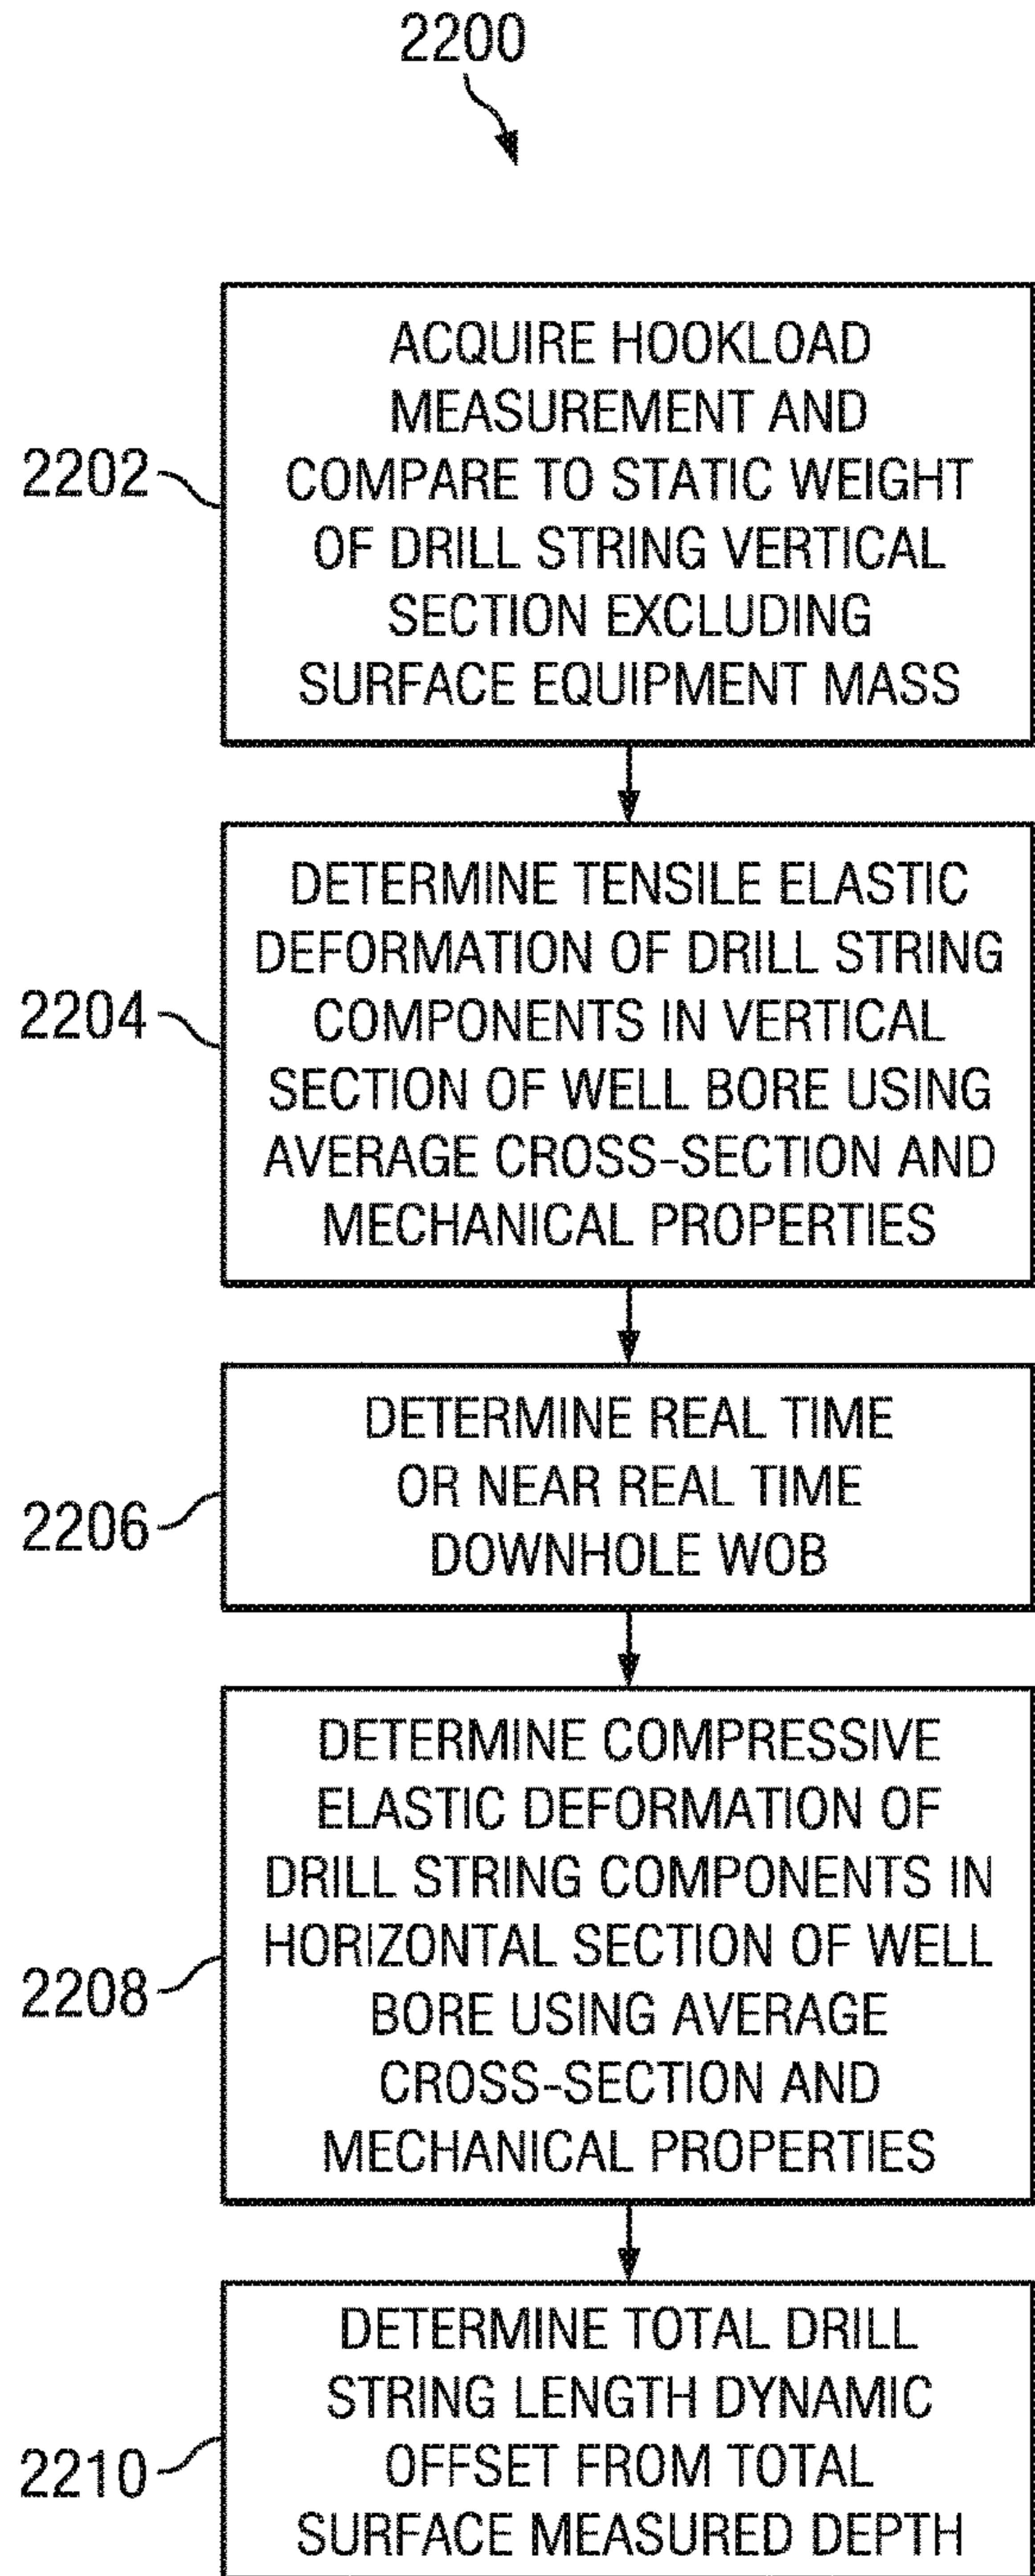 2200
ACQUIRE HOOKLOAD
MEASUREMENT AND
COMPARE TO STATIC WEIGHT
OF DRILL STRING VERTICAL
SECTION EXCLUDING
SURFACE EQUIPMENT MASS
2202
DETERMINE TENSILE ELASTIC
DEFORMATION OF DRILL STRING
COMPONENTS IN VERTICAL
SECTION OF WELL BORE USING
AVERAGE CROSS-SECTION AND
MECHANICAL PROPERTIES
2204
DETERMINE REAL TIME
OR NEAR REAL TIME
DOWNHOLE WOB
2206
DETERMINE COMPRESSIVE
ELASTIC DEFORMATION OF
DRILL STRING COMPONENTS IN
HORIZONTAL SECTION OF WELL
BORE USING AVERAGE
CROSS-SECTION AND
MECHANICAL PROPERTIES
2208
DETERMINE TOTAL DRILL
STRING LENGTH DYNAMIC
OFFSET FROM TOTAL
SURFACE MEASURED DEPTH
2210